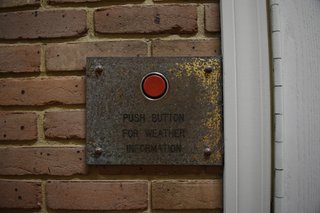 PUSH BUTTON
FOR WEATHER
INFORMATION